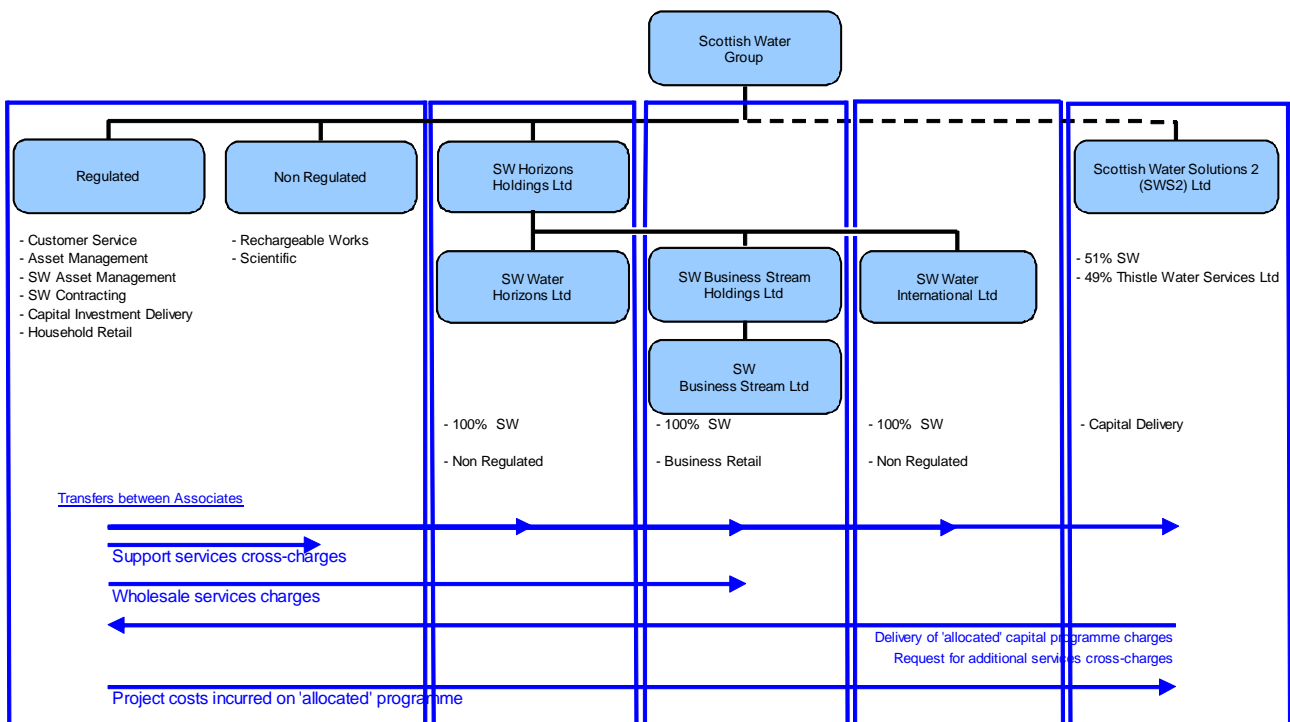 Scottish Water
Group
Regulated
Non Regulated
SW Horizons
Holdings Ltd
Scottish Water Solutions 2
(SWS2) Ltd
- Customer Service
- Asset Management
- SW Asset Management
- SW Contracting
- Capital Investment Delivery
- Household Retail
- Rechargeable Works
- Scientific
SW Water
Horizons Ltd
SW Business Stream
Holdings Ltd
SW Water
International Ltd
- 51% SW
- 49% Thistle Water Services Ltd
SW
Business Stream Ltd
- 100% SW
- Non Regulated
- 100% SW
- Business Retail
- 100% SW
- Non Regulated
- Capital Delivery
Transfers between Associates
Support services cross-charges
Wholesale services charges
Delivery of 'allocated' capital programme charges
Request for additional services cross-charges
Project costs incurred on 'allocated' programme